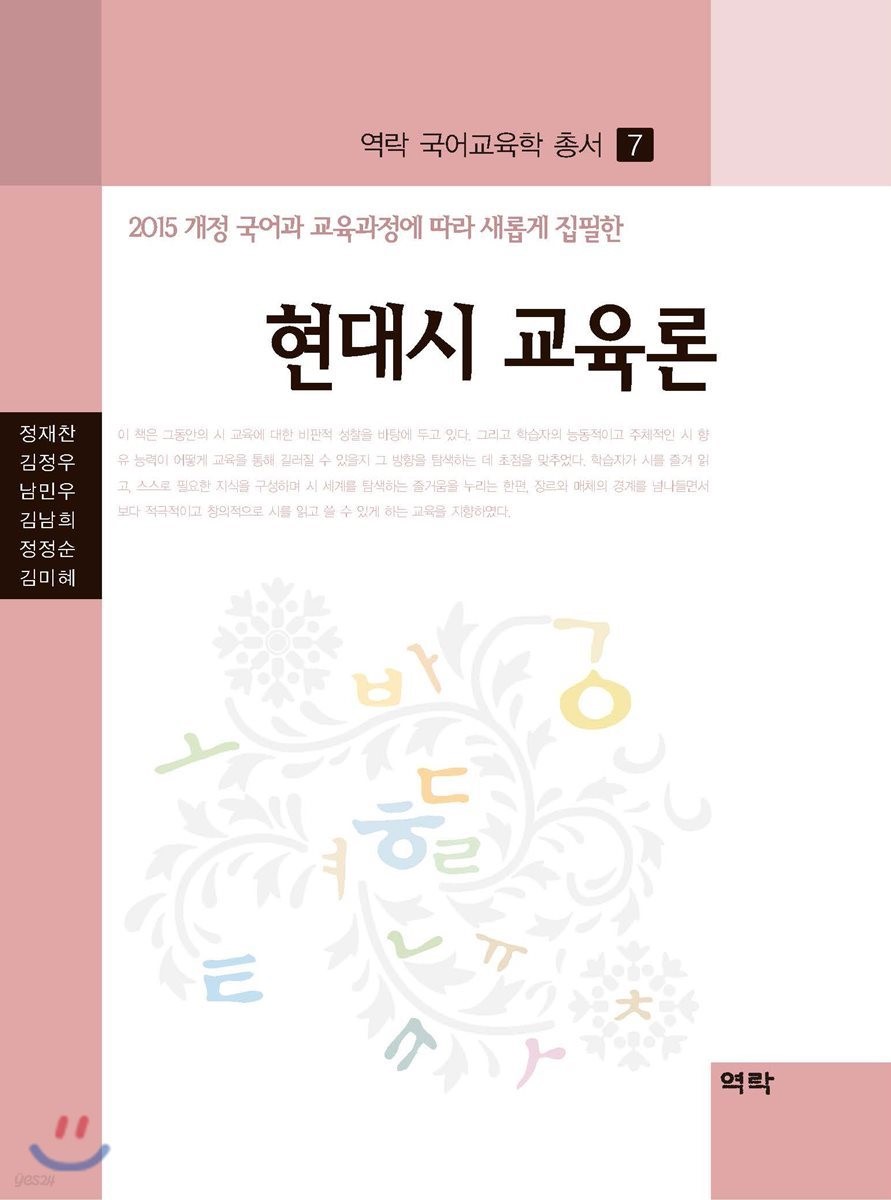 역락 국어교육학 총서 7
2015 개정 국어과 교육과정에 따라 새롭게 집필한
현대시 교육론
정재찬
김정우
남민우
김남희
정정순
김미혜
이 책은 그동안의 시 교육에 대한 비판적 성찰을 바탕에 두고 있다. 그리고 학습자의 능동적이고 주체적인 시 향
유 능력이 어떻게 교육을 통해 길러질 수 있을지 그 방향을 탐색하는 데 초점을 맞추었다. 학습자가 시를 즐겨 읽
고, 스스로 필요한 지식을 구성하며 시 세계를 탐색하는 즐거움을 누리는 한편, 장르와 매체의 경계를 넘나들면서
보다 적극적이고 창의적으로 시를 읽고 쓸 수 있게 하는 교육을 지향하였다.
역락
yes24